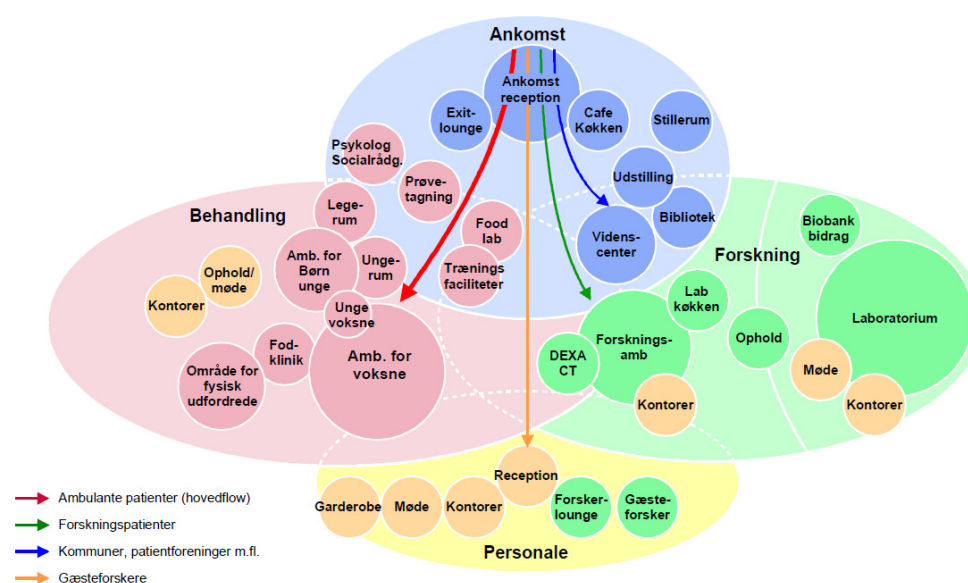 Ankomst
Ankomst
reception
Exit-
lounge
Cafe
Køkken
Stillerum
Psykolog
Socialrådg.
Prøve-
tagning
Udstilling
Behandling
Lege-
rum
Food
lab
Videns-
center
Bibliotek
Biobank
bidrag
Forskning
Amb. for
Børn
unge
Unge-
rum
Trænings
faciliteter
Ophold/
møde
Kontorer
Unge
voksne
Lab
køkken
Laboratorium
Fod-
klinik
Amb. for
voksne
DEXA
CT
Forsknings-
amb
Ophold
Område for
fysisk
udfordrede
Møde
Kontorer
Kontorer
Reception
Garderobe
Møde
Kontorer
Forsker-
lounge
Gæste-
forsker
Personale
Ambulante patienter (hovedflow)
Forskningspatienter
Kommuner, patientforeninger m.fl.
Gæsteforskere